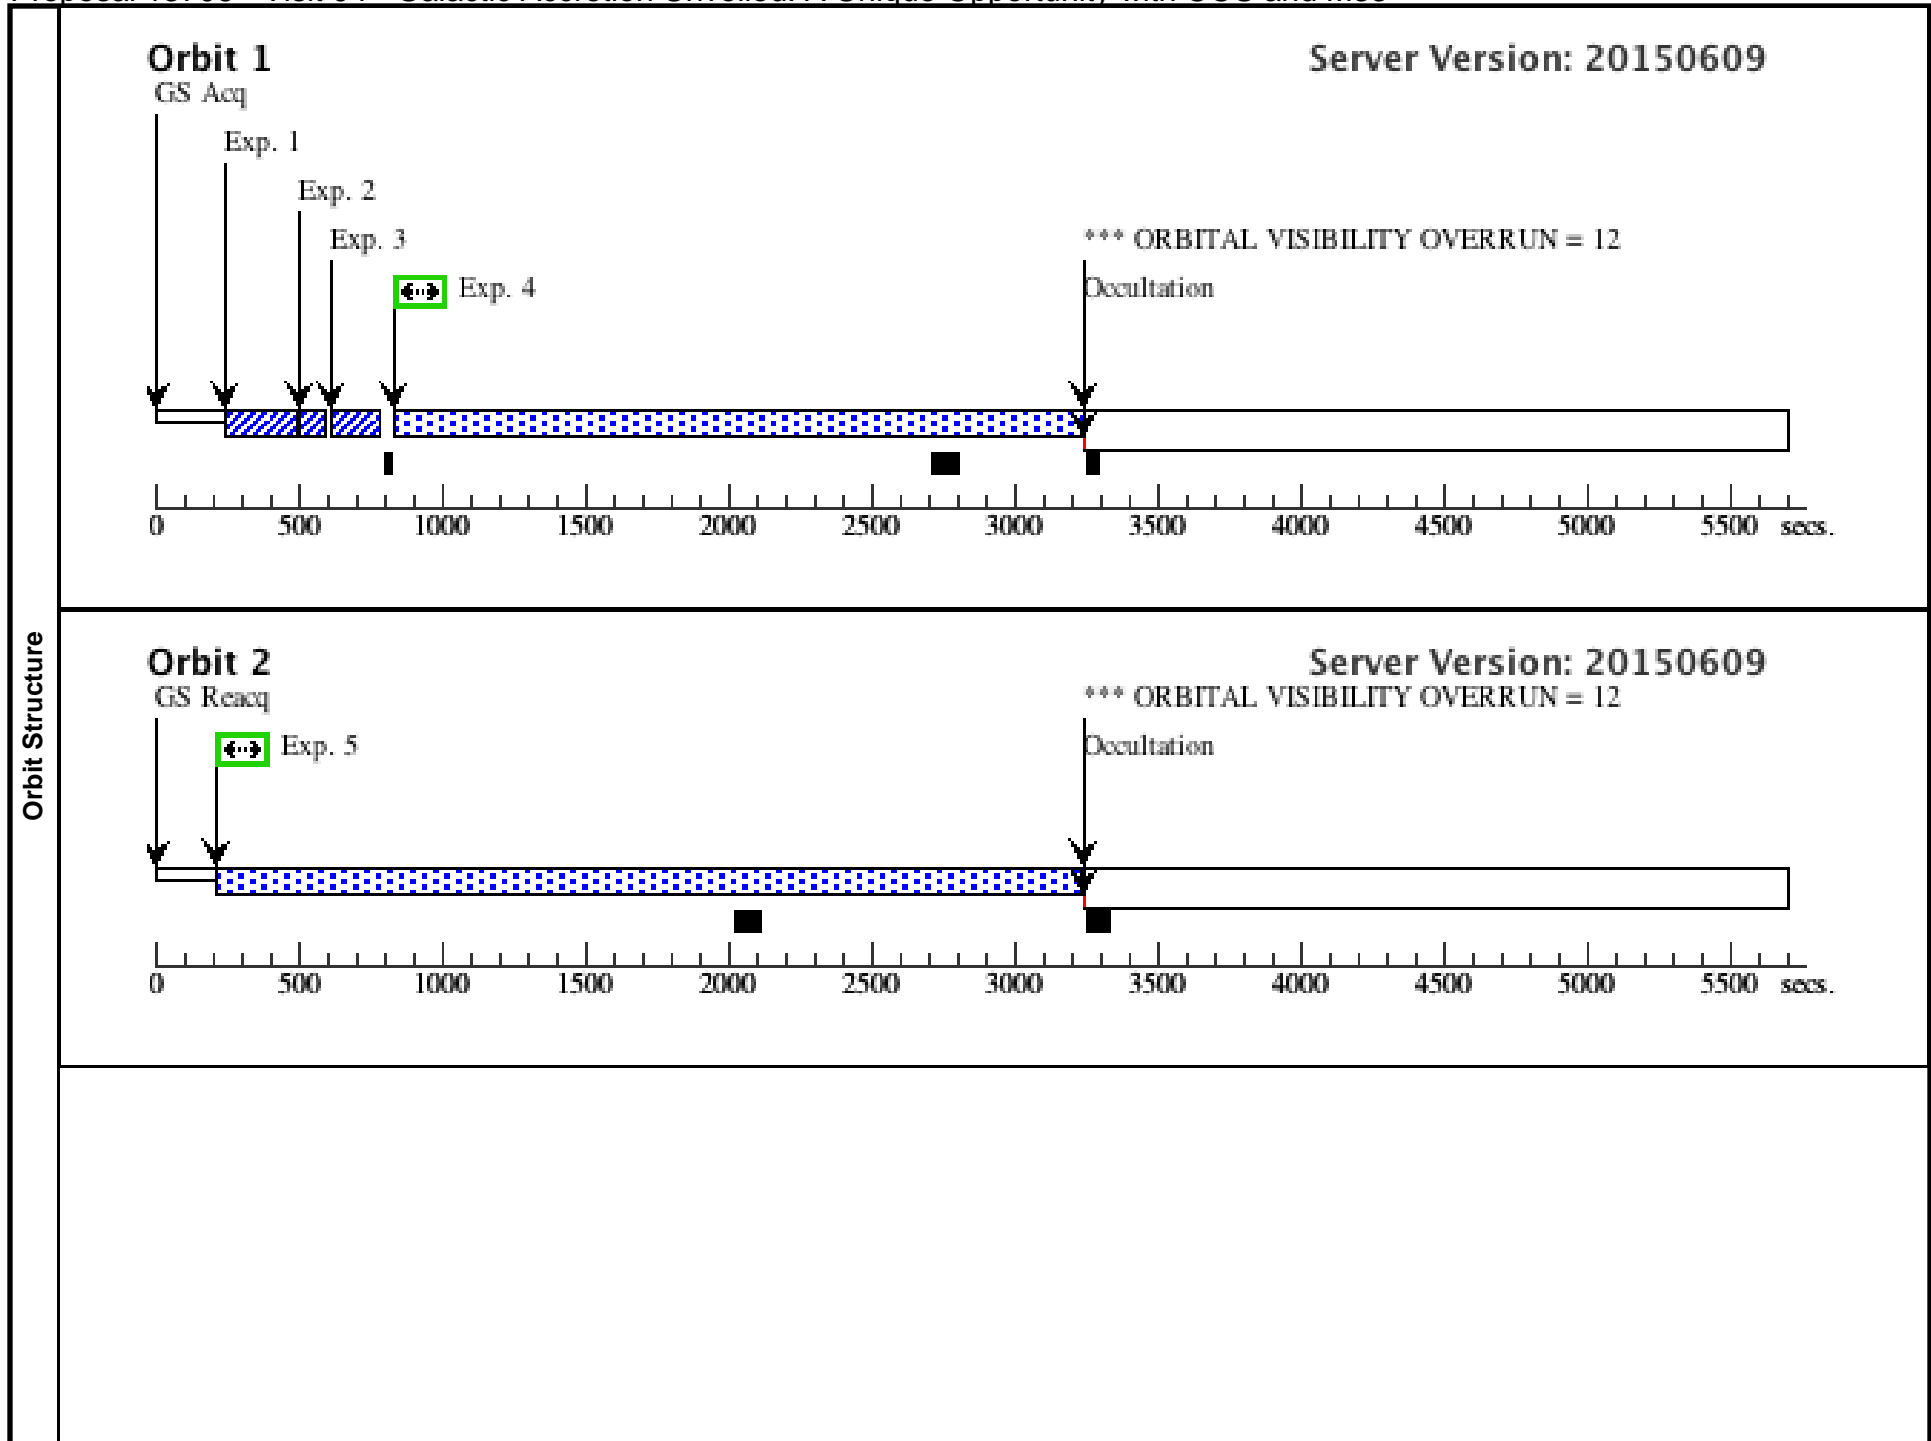 Orbit Structure
Orbit 1
Server Version: 20150609
GS Acq
Exp. 1
Exp. 2
Exp. 3
*** ORBITAL VISIBILITY OVERRUN = 12
Exp. 4
Occultation
0 500 1000 1500 2000 2500 3000 3500 4000 4500 5000 5500 secs.
Orbit 2
Server Version: 20150609
GS Reacq
*** ORBITAL VISIBILITY OVERRUN = 12
Exp. 5
Occultation
0 500 1000 1500 2000 2500 3000 3500 4000 4500 5000 5500 secs.